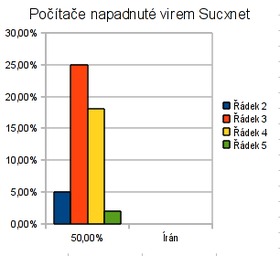 Počítače napadnuté virem Sucxnet
30,00%
25,00%
20,00%
15,00%
10,00%
5,00%
0,00%
50,00%
Írán
Řádek 2
Řádek 3
Řádek 4
Řádek 5